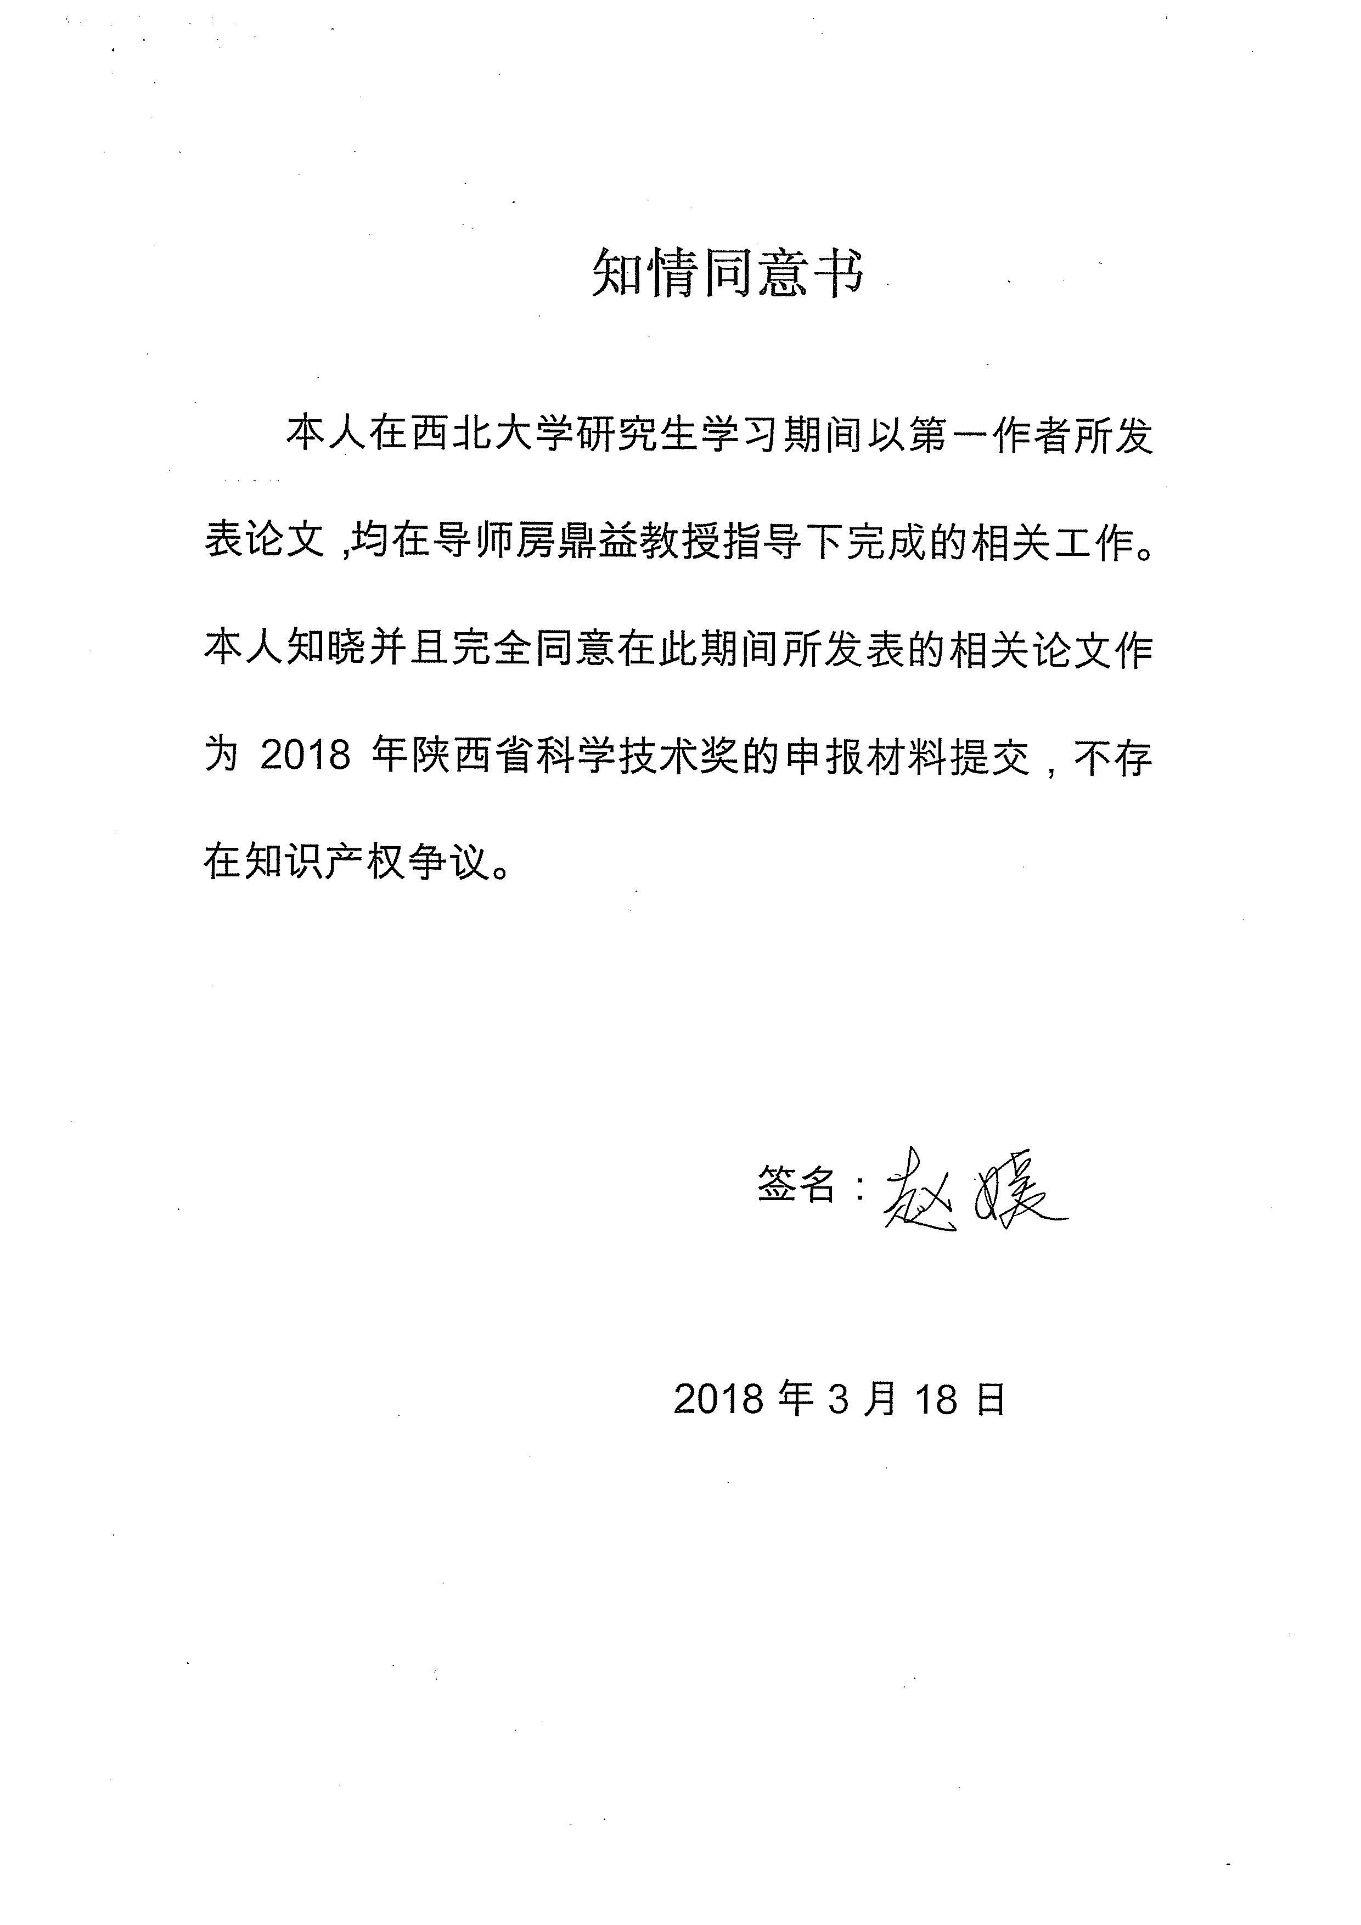 知情同意书
本人在西北大学研究生学习期间以第一作者所发
表论文,均在导师房鼎益教授指导下完成的相关工作。
本人知晓并且完全同意在此期间所发表的相关论文作
为 2018 年陕西省科学技术奖的申报材料提交，不存
在知识产权争议。
签名：赵媛
2018 年 3 月 18 日